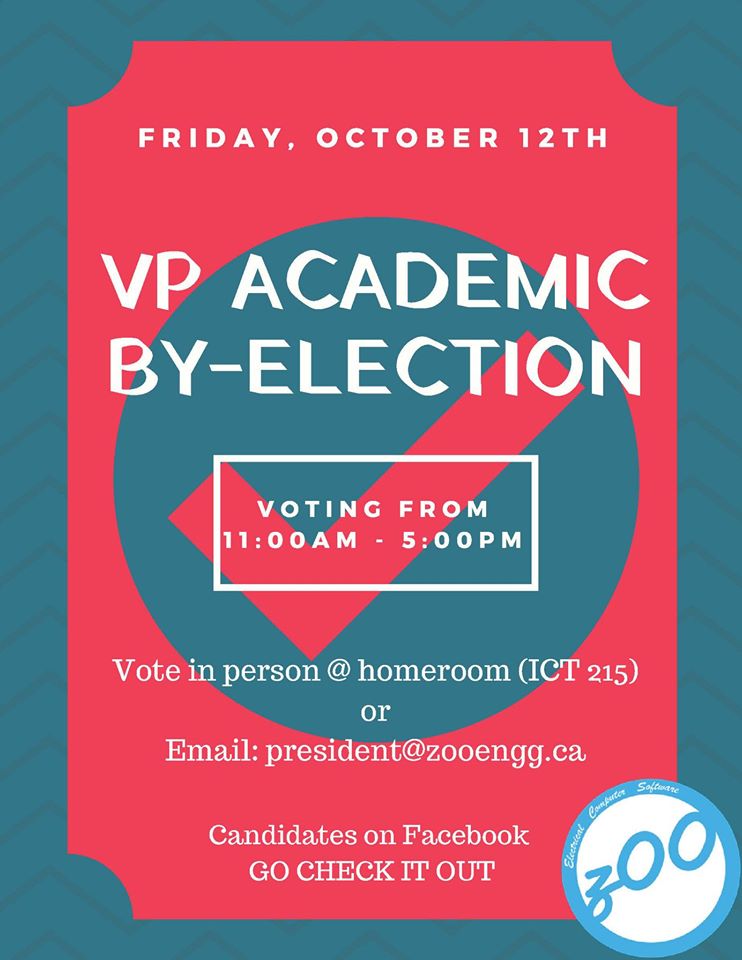 FRIDAY, OCTOBER 12TH
VP ACADEMIC
BY-ELECTION
VOTING FROM
11:00AM - 5:00PM
Vote in person @ homeroom (ICT 215)
or
Email: president@zooengg.ca
Candidates on Facebook
GO CHECK IT OUT
Electrical Computer Software
ZOO